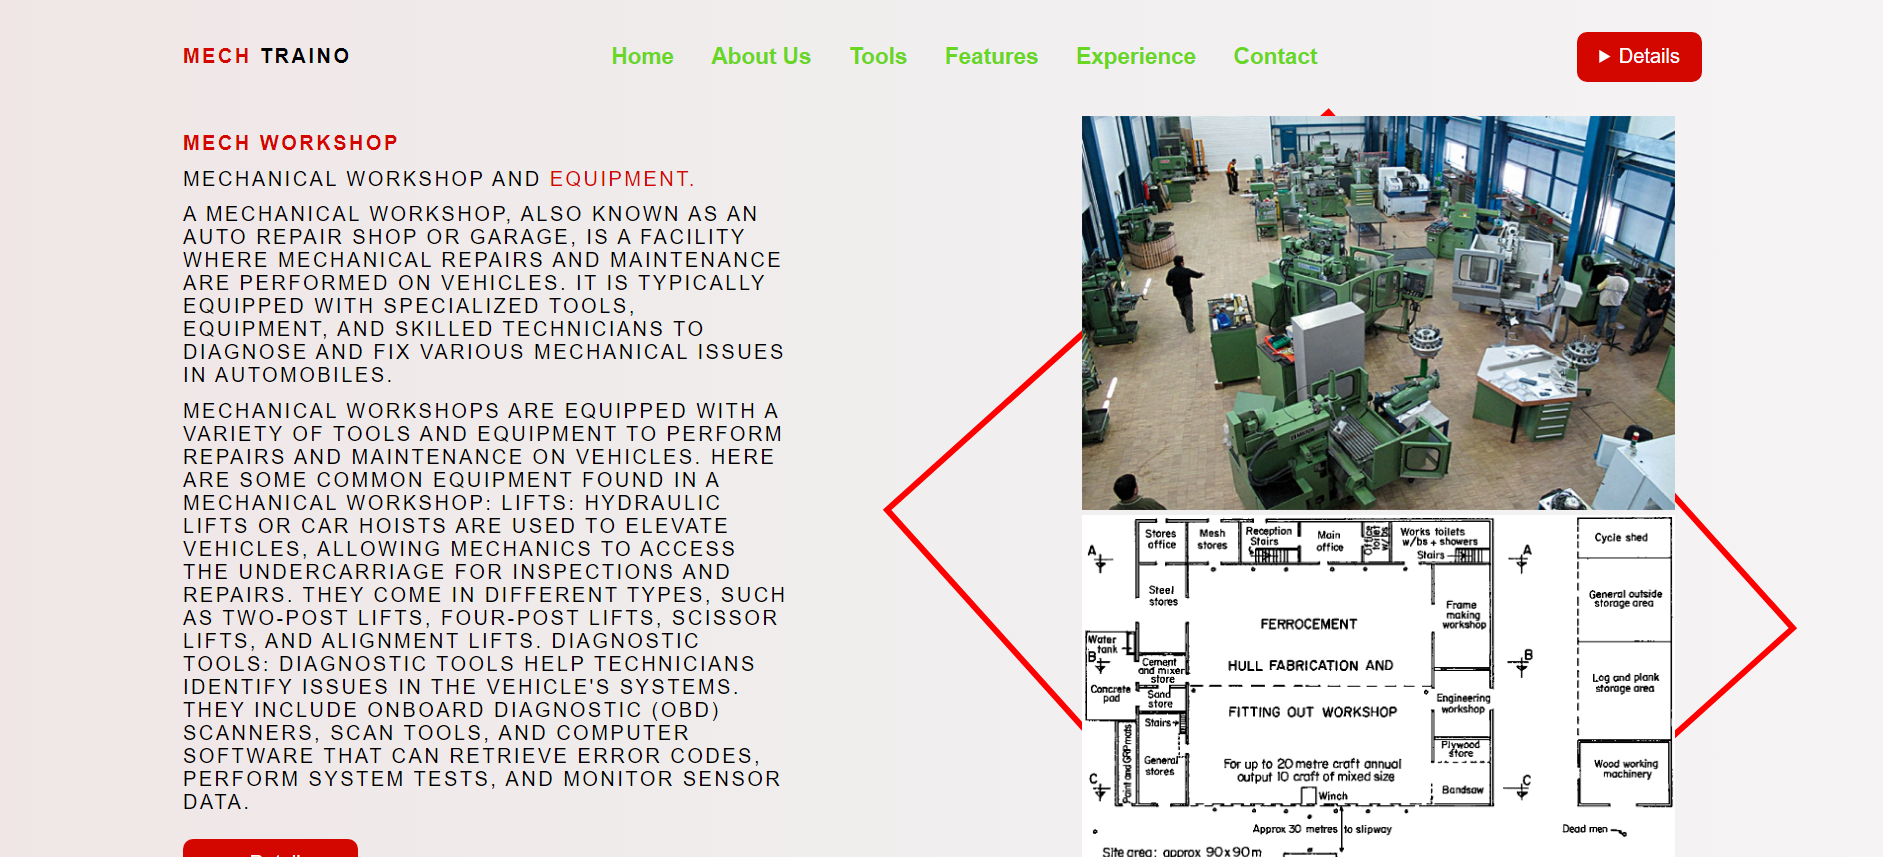 MECH TRAINO
Home About Us Tools Features Experience Contact
Details
MECH WORKSHOP
MECHANICAL WORKSHOP AND EQUIPMENT.
A MECHANICAL WORKSHOP, ALSO KNOWN AS AN
AUTO REPAIR SHOP OR GARAGE, IS A FACILITY
WHERE MECHANICAL REPAIRS AND MAINTENANCE
ARE PERFORMED ON VEHICLES. IT IS TYPICALLY
EQUIPPED WITH SPECIALIZED TOOLS,
EQUIPMENT, AND SKILLED TECHNICIANS TO
DIAGNOSE AND FIX VARIOUS MECHANICAL ISSUES
IN AUTOMOBILES.
MECHANICAL WORKSHOPS ARE EQUIPPED WITH A
VARIETY OF TOOLS AND EQUIPMENT TO PERFORM
REPAIRS AND MAINTENANCE ON VEHICLES. HERE
ARE SOME COMMON EQUIPMENT FOUND IN A
MECHANICAL WORKSHOP: LIFTS: HYDRAULIC
LIFTS OR CAR HOISTS ARE USED TO ELEVATE
VEHICLES, ALLOWING MECHANICS TO ACCESS
THE UNDERCARRIAGE FOR INSPECTIONS AND
REPAIRS. THEY COME IN DIFFERENT TYPES, SUCH
AS TWO-POST LIFTS, FOUR-POST LIFTS, SCISSOR
LIFTS, AND ALIGNMENT LIFTS. DIAGNOSTIC
TOOLS: DIAGNOSTIC TOOLS HELP TECHNICIANS
IDENTIFY ISSUES IN THE VEHICLE'S SYSTEMS.
THEY INCLUDE ONBOARD DIAGNOSTIC (OBD)
SCANNERS, SCAN TOOLS, AND COMPUTER
SOFTWARE THAT CAN RETRIEVE ERROR CODES,
PERFORM SYSTEM TESTS, AND MONITOR SENSOR
DATA.
Stores
office
Mesh
stores
Reception
Stairs
Main
office
Office
toilet
w/bs
Works toilets
w/bs + showers
Stairs
Cycle shed
A
A
Steel
stores
General outside
storage area
Frame
making
workshop
FERROCEMENT
Water
tank
B
B
Cement
and mixer
store
HULL FABRICATION AND
Log and plank
storage area
Concrete
pad
Sand
store
Engineering
workshop
FITTING OUT WORKSHOP
Stairs
Plywood
store
General
stores
Paint and GRP mats
For up to 20 metre craft annual
output 10 craft of mixed size
Wood working
machinery
C
C
Bandsaw
Winch
Approx 30 metres to slipway
Dead men
Site area: approx 90x90m